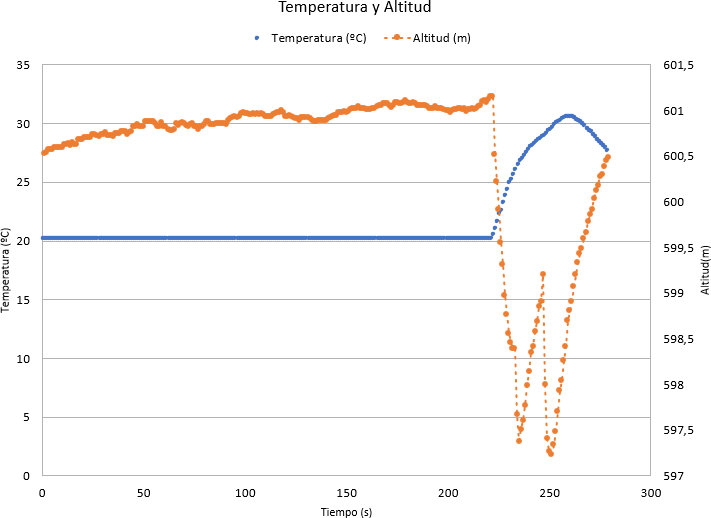 Temperatura y Altitud
Temperatura (ºC) Altitud (m)
35 601,5
30 601
25 600,5
20 600
15 599,5
10 599
5 598,5
0 598
597,5
597
0 50 100 150 200 250 300
Tiempo (s)
Temperatura (ºC)
Altitud(m)